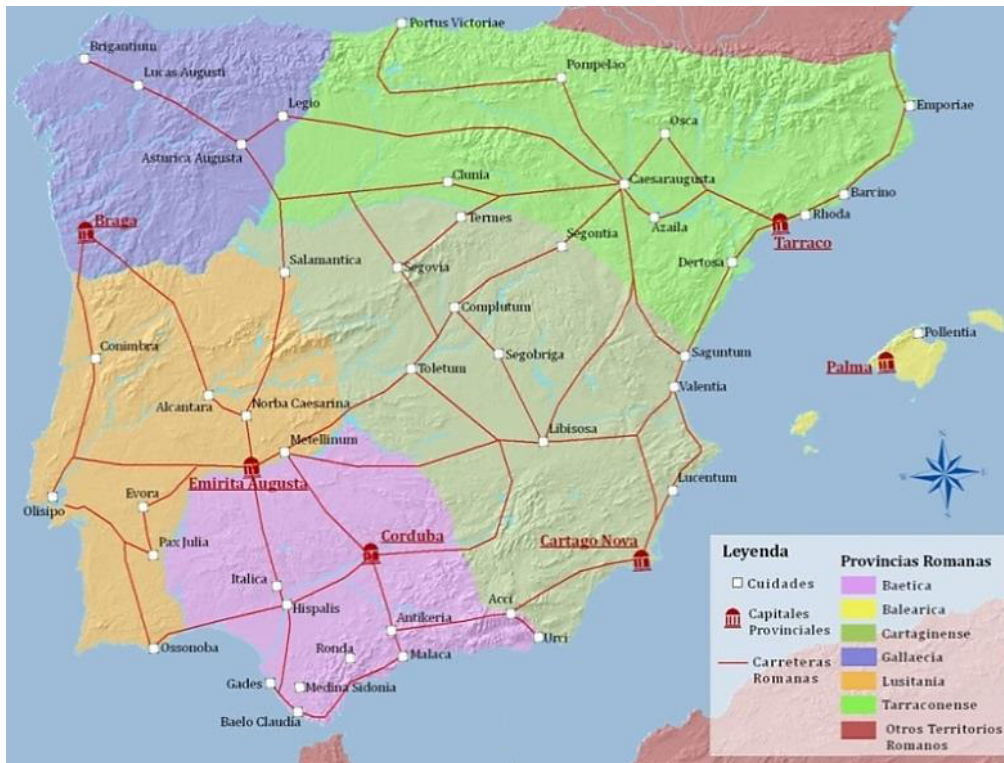 Portus Victoriae
Brigantium
Pompelao
Lucas Augusti
Legio
Emporiae
Osca
Asturica Augusta
Clunia
Caesaraugusta
Barcino
Braga
Termes
Azaila
Rhoda
Segontia
Tarraco
Dertosa
Salamantica
Segovia
Complutum
Pollentia
Conimbra
Segobriga
Saguntum
Palma
Toletum
Valentia
Alcantara
Norba Caesarina
Libisosa
Metellinum
Emirita Augusta
Lucentum
Evora
Olisipo
Corduba
Cartago Nova
Pax Julia
Italica
Hispalis
Acci
Antikeria
Urci
Ossonoba
Ronda
Malaca
Gades
Medina Sidonia
Baelo Claudia
N
W
E
S
Leyenda
Cuidades
Capitales
Provinciales
Carreteras
Romanas
Provincias Romanas
Baetica
Balearica
Cartaginense
Gallaecia
Lusitania
Tarraconense
Otros Territorios
Romanos